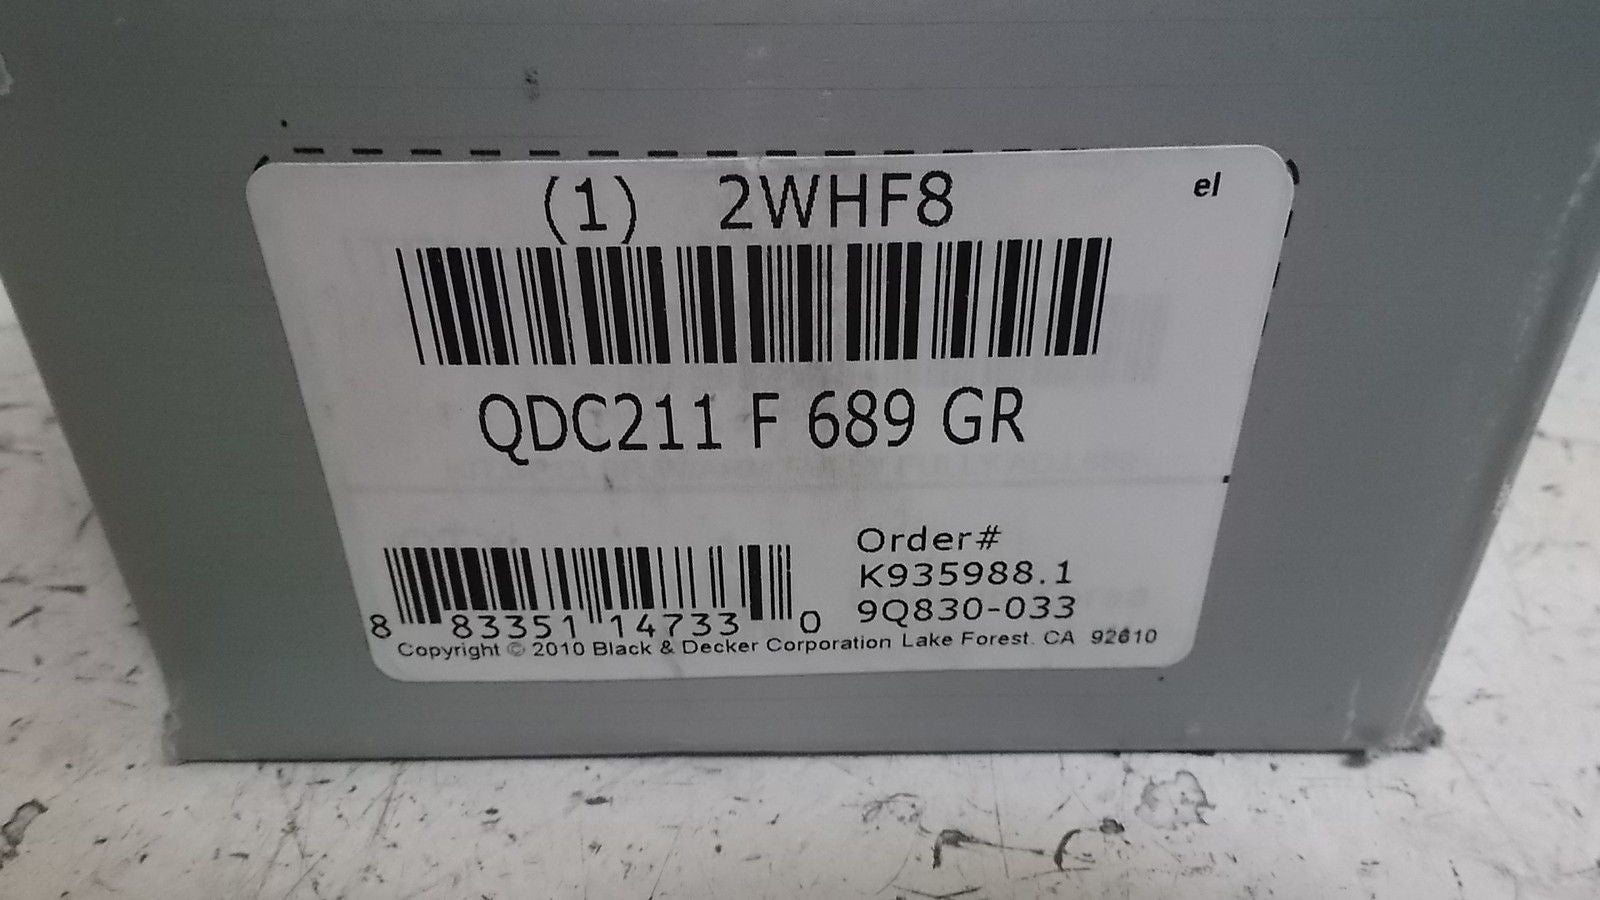 (1) 2WHF8
el
QDC211 F 689 GR
Order#
K935988.1
9Q830-033
8 83351 14733 0
Copyright © 2010 Black & Decker Corporation Lake Forest. CA 92610